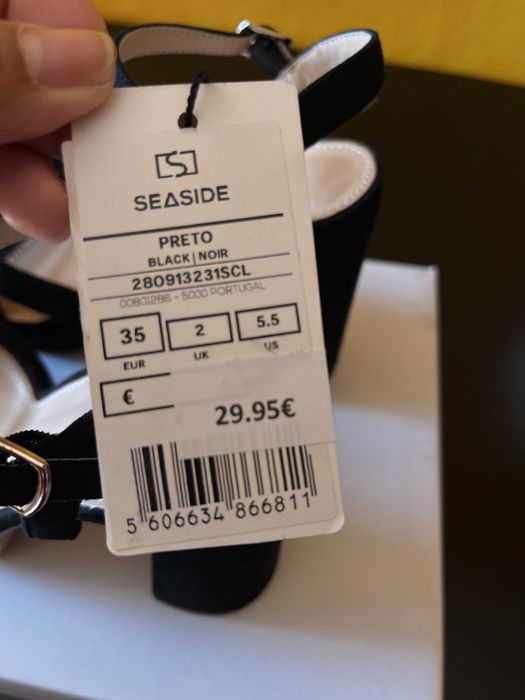 SEASIDE
PRETO
BLACK | NOIR
280913231SCL
00801286 - 5000 PORTUGAL
35 2 5.5
EUR UK US
€
29.95€
5 606634 866811